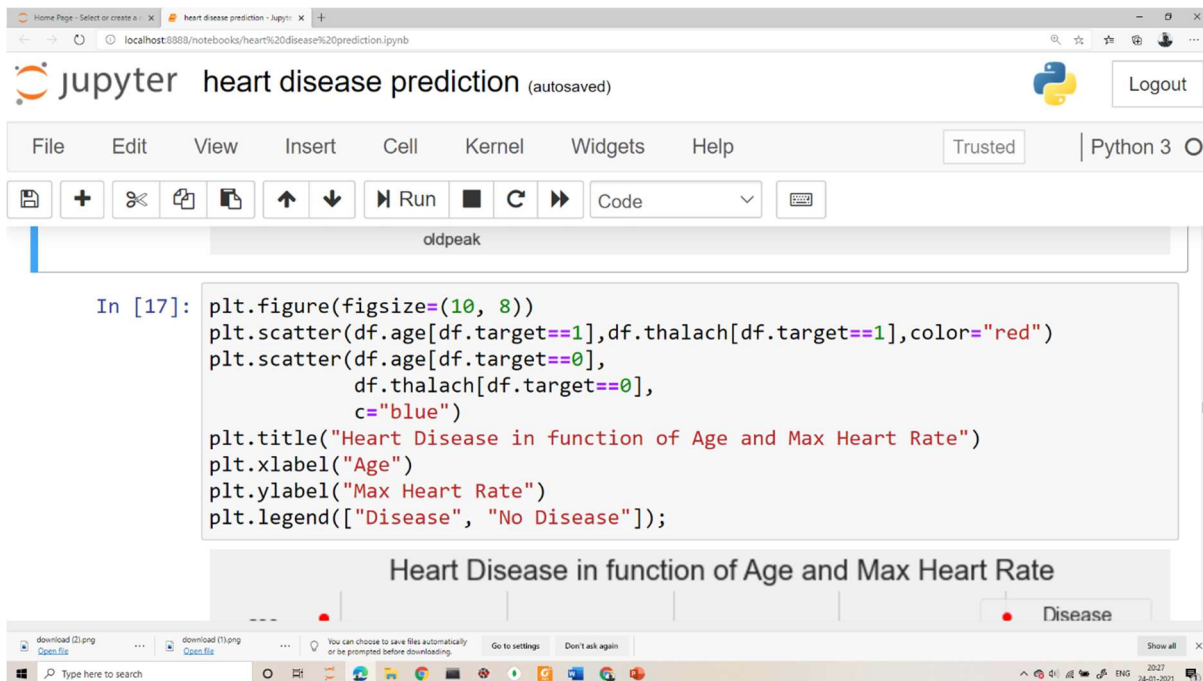 Home Page - Select or create a n
heart disease prediction - Jupyte
localhost:8888/notebooks/heart%20disease%20prediction.ipynb
jupyter heart disease prediction (autosaved)
Logout
File Edit View Insert Cell Kernel Widgets Help Trusted Python 3
Run Code
oldpeak
In [17]: plt.figure(figsize=(10, 8))
plt.scatter(df.age[df.target==1],df.thalach[df.target==1],color="red")
plt.scatter(df.age[df.target==0],
df.thalach[df.target==0],
c="blue")
plt.title("Heart Disease in function of Age and Max Heart Rate")
plt.xlabel("Age")
plt.ylabel("Max Heart Rate")
plt.legend(["Disease", "No Disease"]);
Heart Disease in function of Age and Max Heart Rate
Disease
download (2).png
Open file
download (1).png
Open file
You can choose to save files automatically
or be prompted before downloading.
Go to settings
Don't ask again
Show all
Type here to search
ENG
20:27
24-01-2021